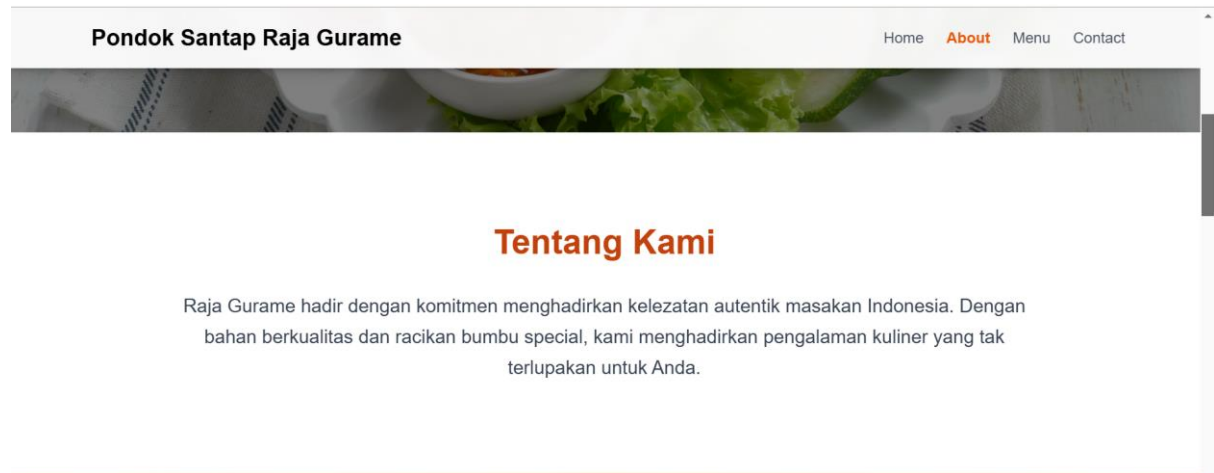 Pondok Santap Raja Gurame
Home About Menu Contact
Tentang Kami
Raja Gurame hadir dengan komitmen menghadirkan kelezatan autentik masakan Indonesia. Dengan
bahan berkualitas dan racikan bumbu special, kami menghadirkan pengalaman kuliner yang tak
terlupakan untuk Anda.